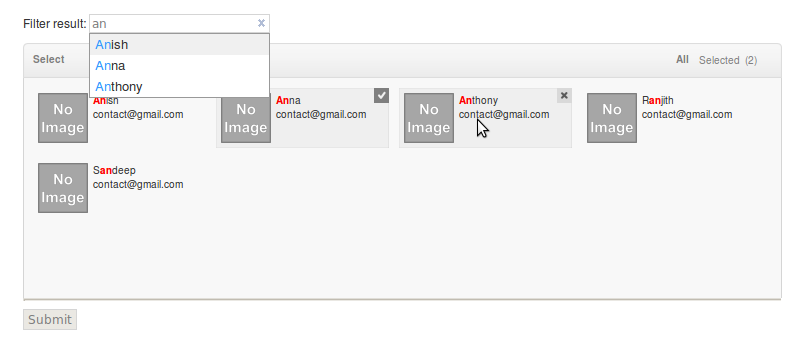 Filter result: an
Anish
Anna
Anthony
Select
All Selected (2)
No Image
Anish
contact@gmail.com
No Image
Anna
contact@gmail.com
No Image
Anthony
contact@gmail.com
No Image
Ranjith
contact@gmail.com
No Image
Sandeep
contact@gmail.com
Submit